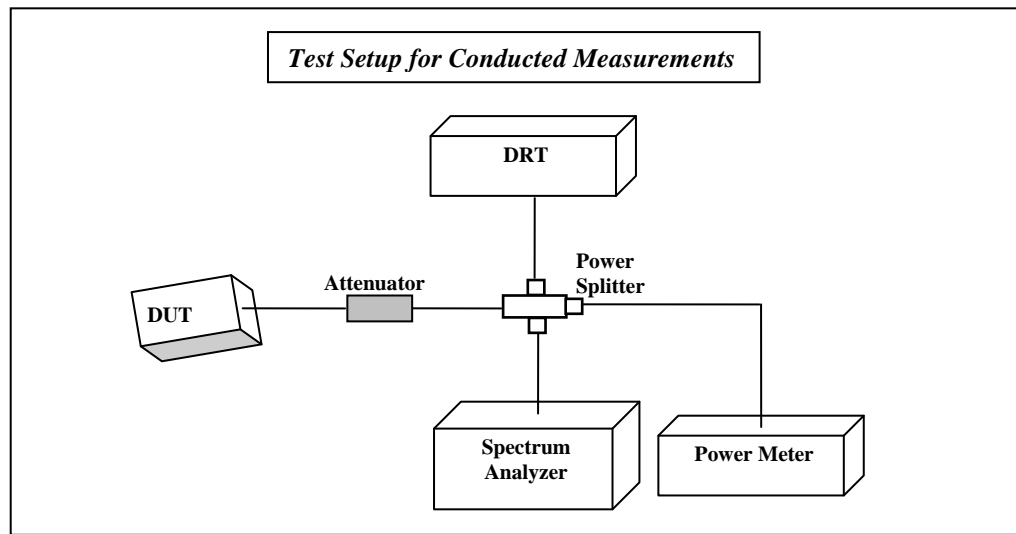 Test Setup for Conducted Measurements
DRT
Power
Splitter
Attenuator
DUT
Spectrum
Analyzer
Power Meter